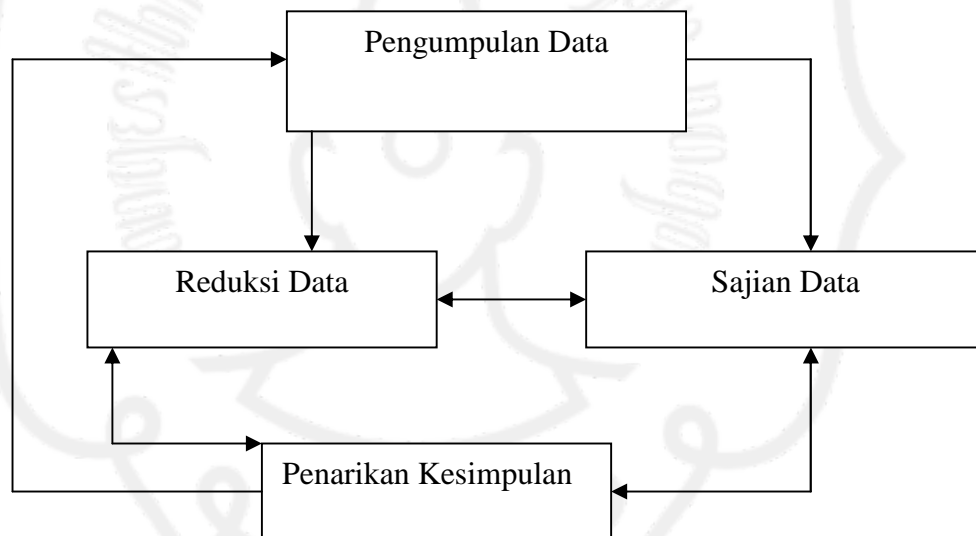 Pengumpulan Data
Reduksi Data
Sajian Data
Penarikan Kesimpulan